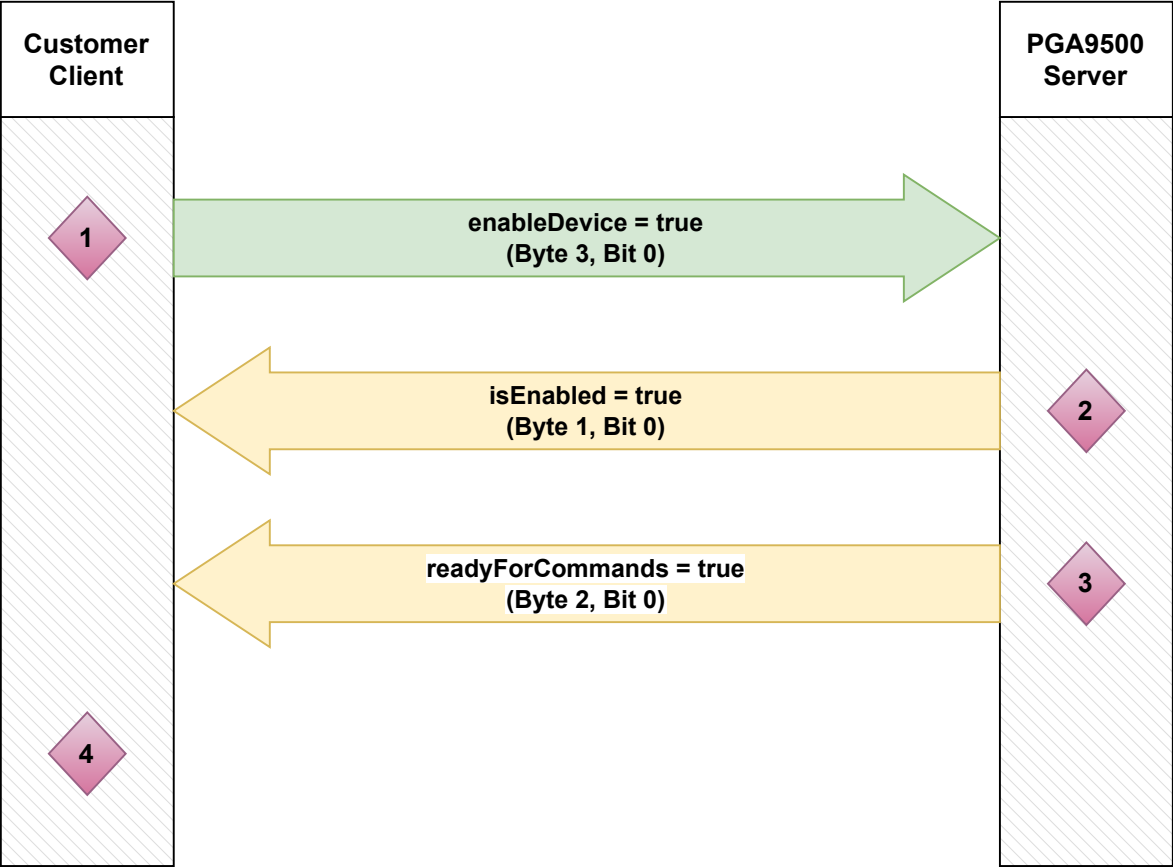 Customer
Client
PGA9500
Server
1
enableDevice = true
(Byte 3, Bit 0)
isEnabled = true
(Byte 1, Bit 0)
2
readyForCommands = true
(Byte 2, Bit 0)
3
4